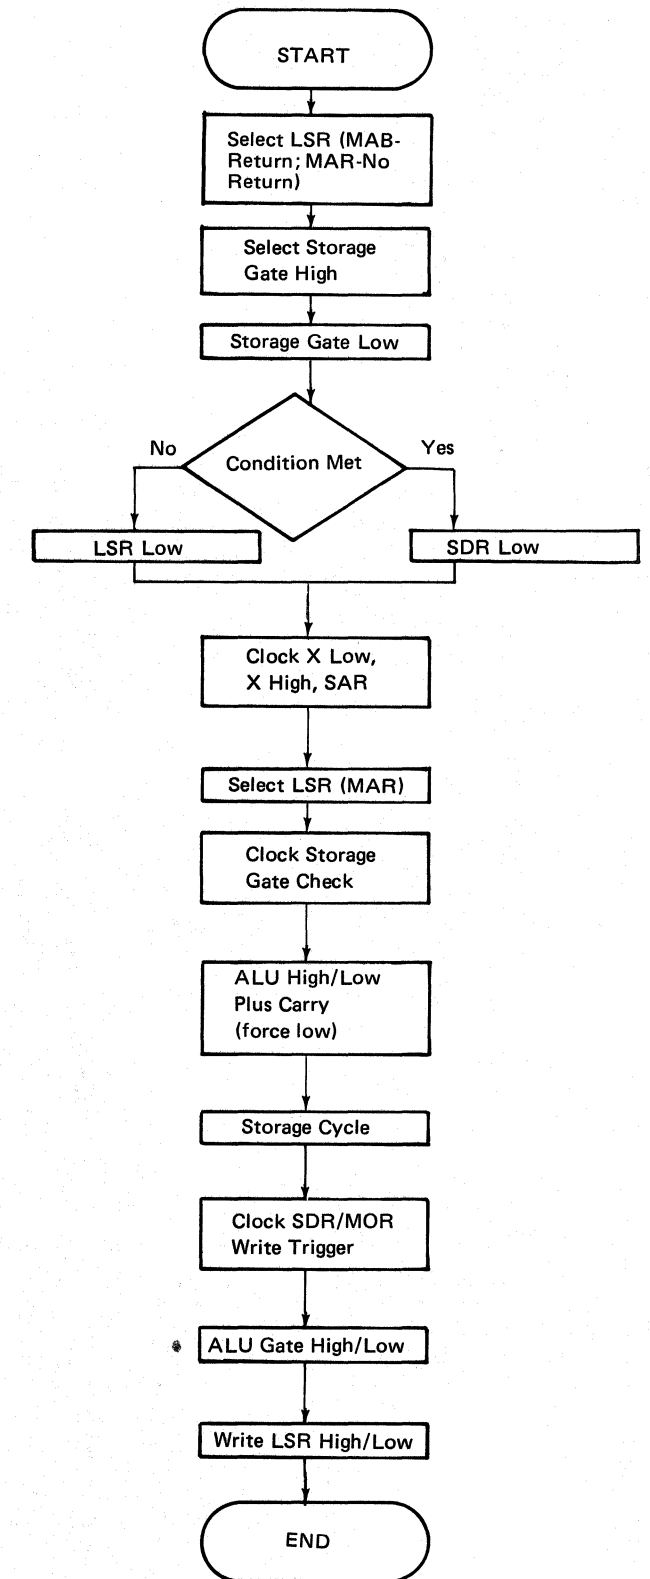 START
Select LSR (MAB-
Return; MAR-No
Return)
Select Storage
Gate High
Storage Gate Low
Condition Met
No
Yes
LSR Low
SDR Low
Clock X Low,
X High, SAR
Select LSR (MAR)
Clock Storage
Gate Check
ALU High/Low
Plus Carry
(force low)
Storage Cycle
Clock SDR/MOR
Write Trigger
ALU Gate High/Low
Write LSR High/Low
END